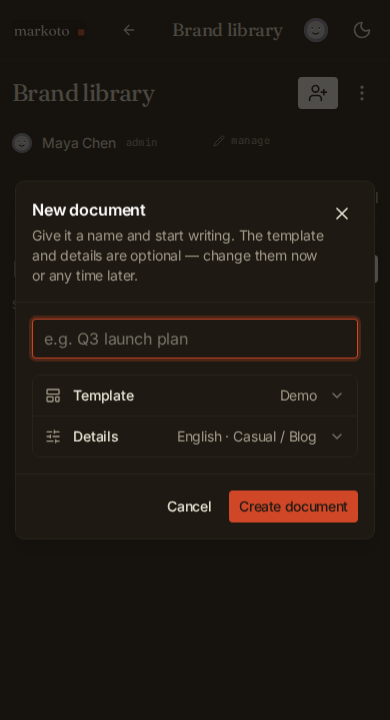 markoto
Brand library
Brand library
Maya Chen admin manage
New document
Give it a name and start writing. The template
and details are optional — change them now
or any time later.
e.g. Q3 launch plan
Template Demo
Details English · Casual / Blog
Cancel Create document